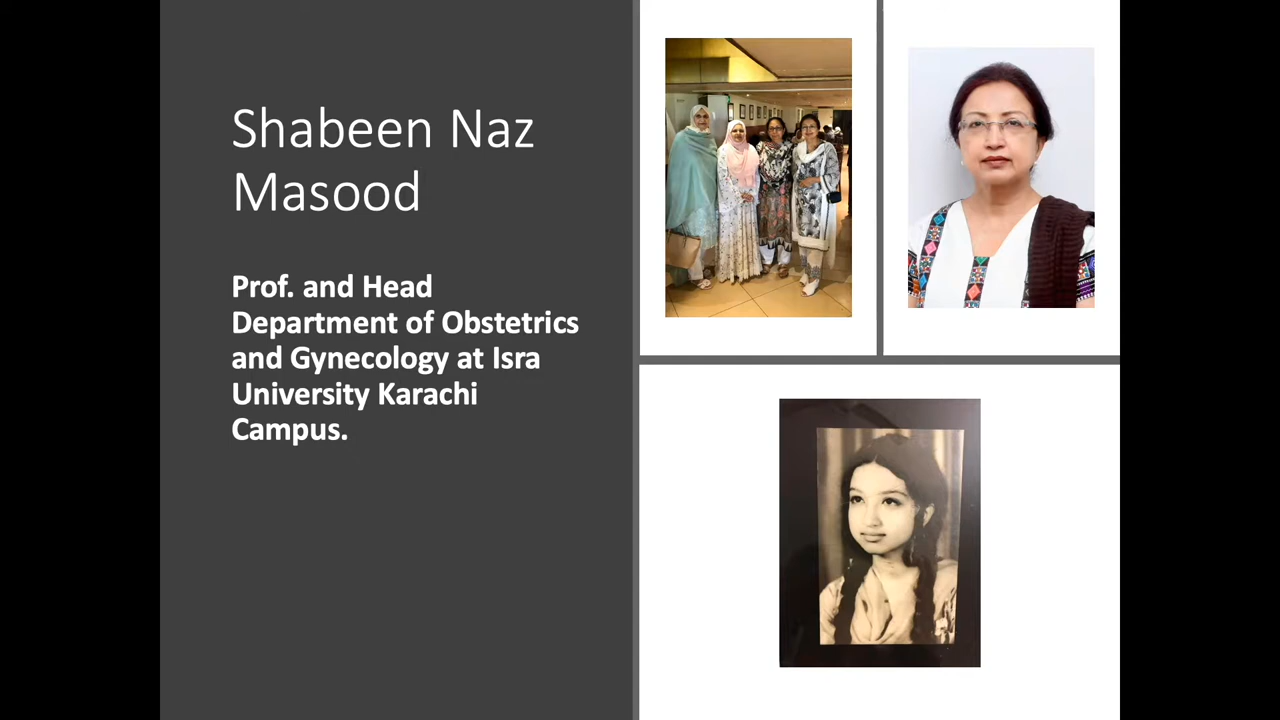 Shabeen Naz
Masood
Prof. and Head
Department of Obstetrics
and Gynecology at Isra
University Karachi
Campus.